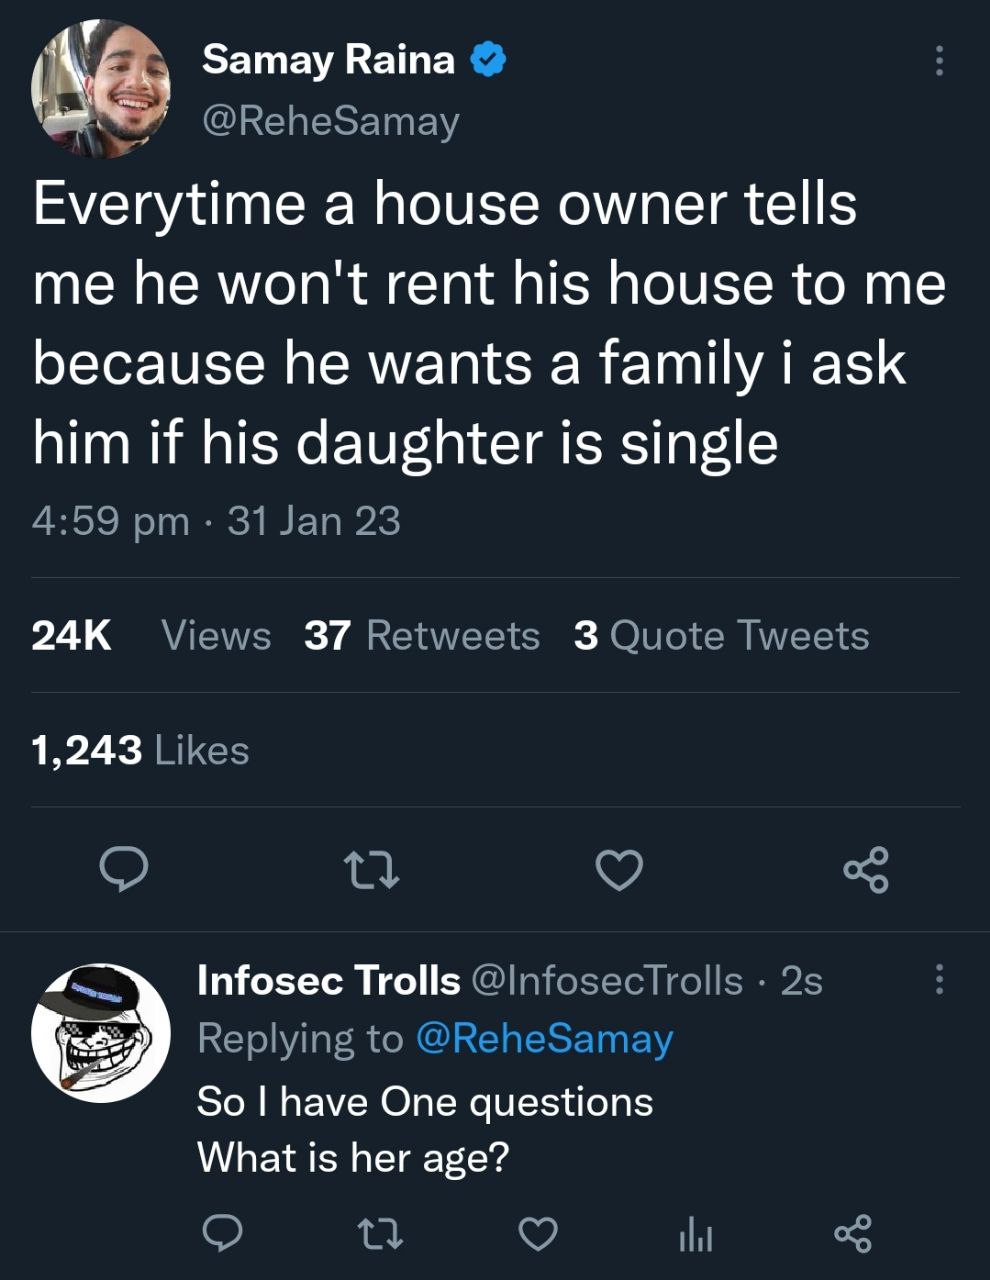 Samay Raina
@ReheSamay
Everytime a house owner tells
me he won't rent his house to me
because he wants a family i ask
him if his daughter is single
4:59 pm · 31 Jan 23
24K Views 37 Retweets 3 Quote Tweets
1,243 Likes
Infosec Trolls @InfosecTrolls · 2s
Replying to @ReheSamay
So I have One questions
What is her age?